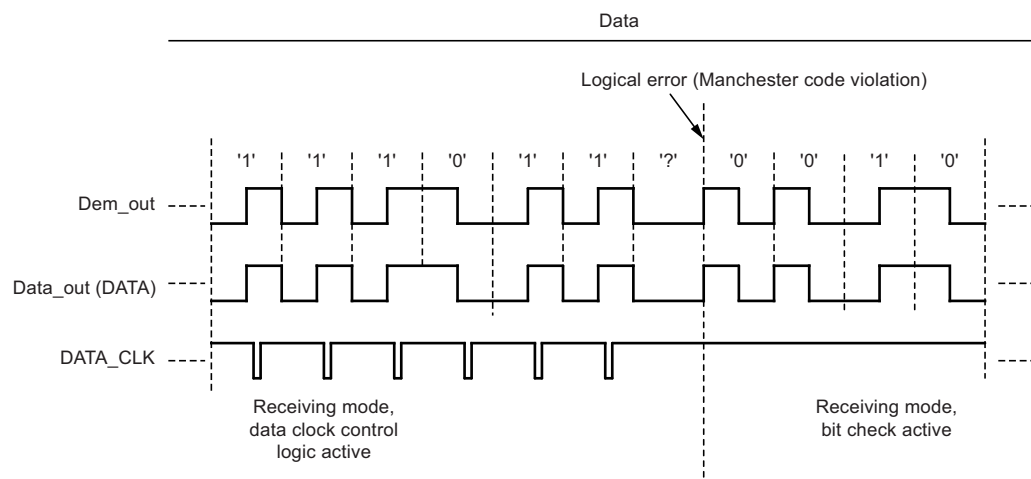 Data
Logical error (Manchester code violation)
'1' '1' '1' '0' '1' '1' '?' '0' '0' '1' '0'
Dem_out
Data_out (DATA)
DATA_CLK
Receiving mode,
data clock control
logic active
Receiving mode,
bit check active